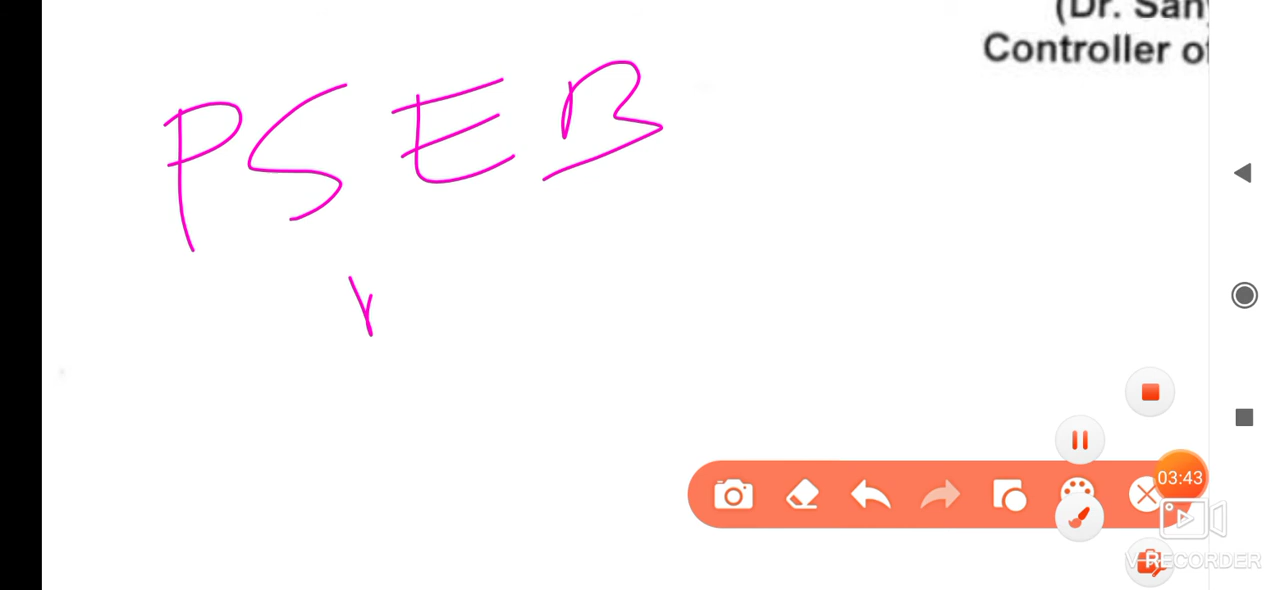 (Dr. San
Controller of
PSEB
03:43
V RECORDER